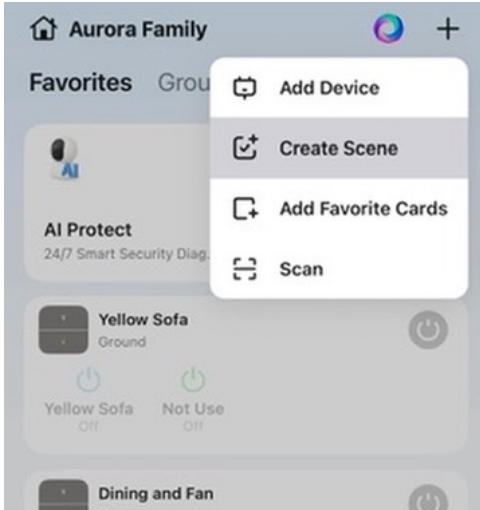 Aurora Family
Favorites Grou
Add Device
Create Scene
Add Favorite Cards
Scan
AI
AI Protect
24/7 Smart Security Diag.
Yellow Sofa
Ground
Yellow Sofa Not Use
Off Off
Dining and Fan